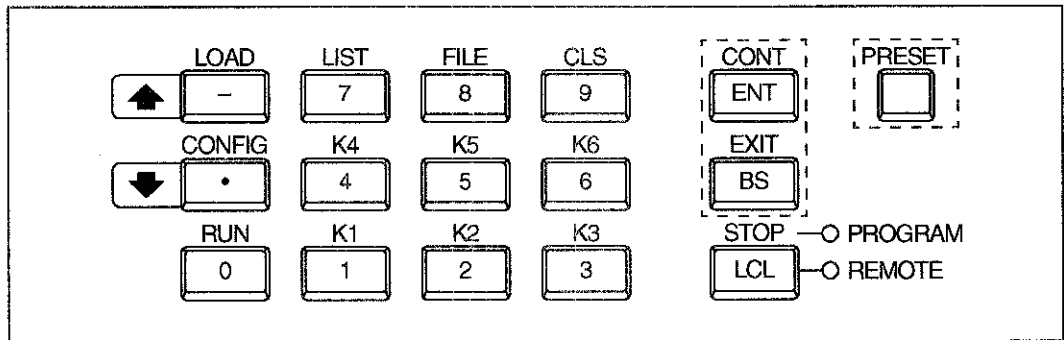 LOAD LIST FILE CLS CONT PRESET
– 7 8 9 ENT
CONFIG K4 K5 K6 EXIT
• 4 5 6 BS
RUN K1 K2 K3 STOP PROGRAM
0 1 2 3 LCL REMOTE